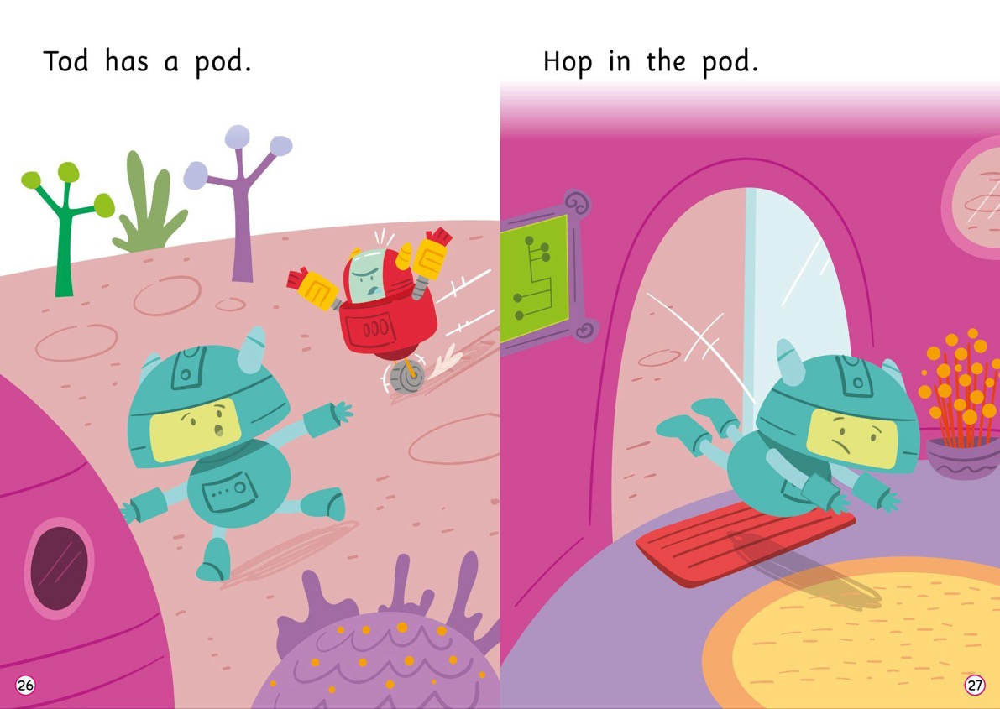 Tod has a pod.
26
Hop in the pod.
27